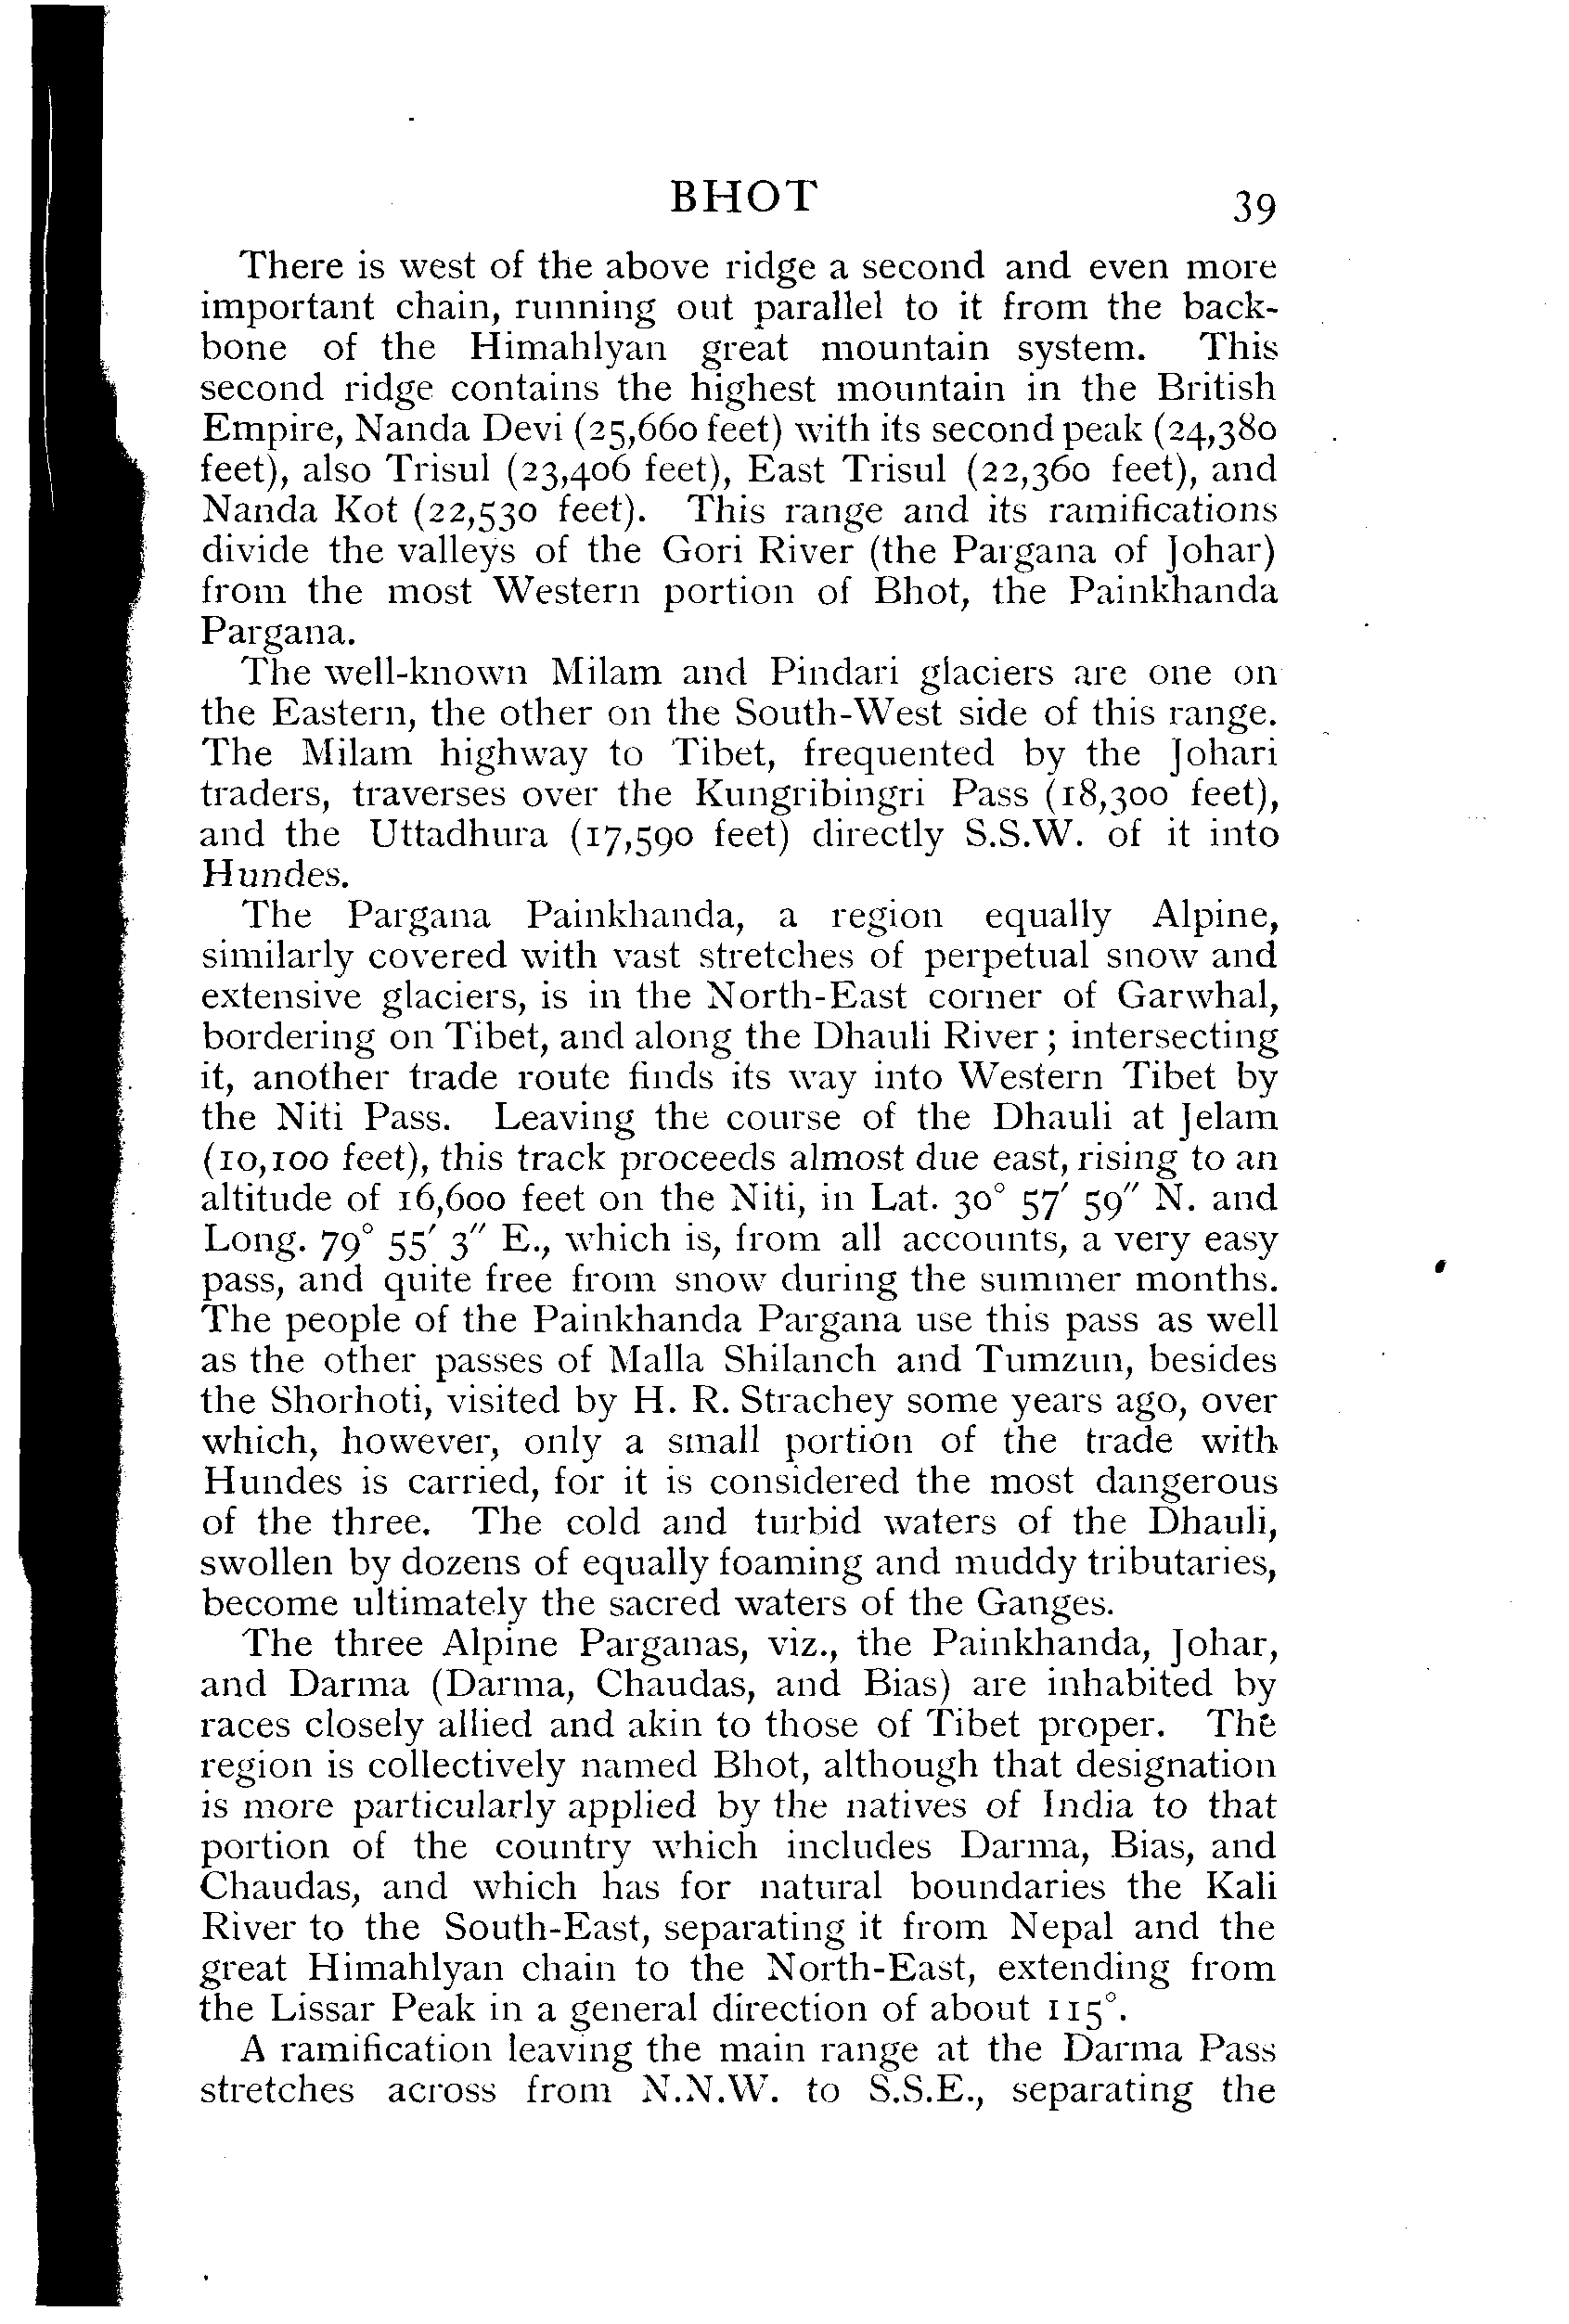 BHOT
39
There is west of the above ridge a second and even more
important chain, running out parallel to it from the back-
bone of the Himahlyan great mountain system. This
second ridge contains the highest mountain in the British
Empire, Nanda Devi (25,660 feet) with its second peak (24,380
feet), also Trisul (23,406 feet), East Trisul (22,360 feet), and
Nanda Kot (22,530 feet). This range and its ramifications
divide the valleys of the Gori River (the Pargana of Johar)
from the most Western portion of Bhot, the Painkhanda
Pargana.
The well-known Milam and Pindari glaciers are one on
the Eastern, the other on the South-West side of this range.
The Milam highway to Tibet, frequented by the Johari
traders, traverses over the Kungribingri Pass (18,300 feet),
and the Uttadhura (17,590 feet) directly S.S.W. of it into
Hundes.
The Pargana Painkhanda, a region equally Alpine,
similarly covered with vast stretches of perpetual snow and
extensive glaciers, is in the North-East corner of Garwhal,
bordering on Tibet, and along the Dhauli River; intersecting
it, another trade route finds its way into Western Tibet by
the Niti Pass. Leaving the course of the Dhauli at Jelam
(10,100 feet), this track proceeds almost due east, rising to an
altitude of 16,600 feet on the Niti, in Lat. 30° 57′ 59″ N. and
Long. 79° 55′ 3″ E., which is, from all accounts, a very easy
pass, and quite free from snow during the summer months.
The people of the Painkhanda Pargana use this pass as well
as the other passes of Malla Shilanch and Tumzun, besides
the Shorhoti, visited by H. R. Strachey some years ago, over
which, however, only a small portion of the trade with
Hundes is carried, for it is considered the most dangerous
of the three. The cold and turbid waters of the Dhauli,
swollen by dozens of equally foaming and muddy tributaries,
become ultimately the sacred waters of the Ganges.
The three Alpine Parganas, viz., the Painkhanda, Johar,
and Darma (Darma, Chaudas, and Bias) are inhabited by
races closely allied and akin to those of Tibet proper. The
region is collectively named Bhot, although that designation
is more particularly applied by the natives of India to that
portion of the country which includes Darma, Bias, and
Chaudas, and which has for natural boundaries the Kali
River to the South-East, separating it from Nepal and the
great Himahlyan chain to the North-East, extending from
the Lissar Peak in a general direction of about 115°.
A ramification leaving the main range at the Darma Pass
stretches across from N.N.W. to S.S.E., separating the